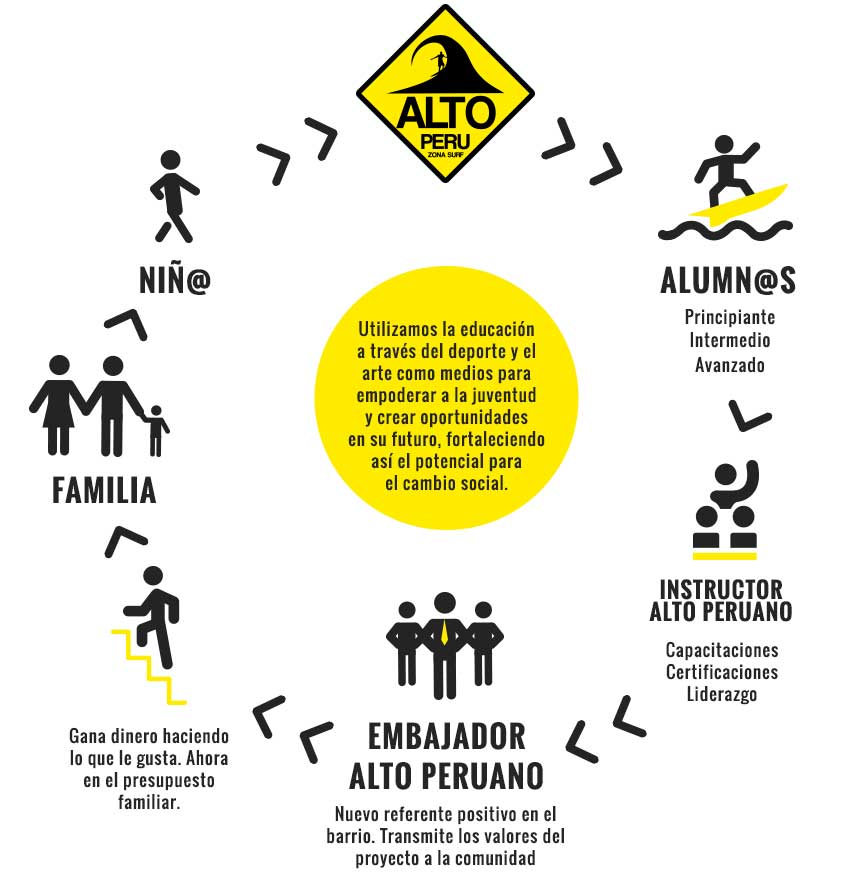 ALTO
PERU
ZONA SURF
NIÑ@
ALUMN@S
Principiante
Intermedio
Avanzado
Utilizamos la educación
a través del deporte y el
arte como medios para
empoderar a la juventud
y crear oportunidades
en su futuro, fortaleciendo
así el potencial para
el cambio social.
FAMILIA
INSTRUCTOR
ALTO PERUANO
Capacitaciones
Certificaciones
Liderazgo
EMBAJADOR
ALTO PERUANO
Nuevo referente positivo en el
barrio. Transmite los valores del
proyecto a la comunidad
Gana dinero haciendo
lo que le gusta. Ahora
en el presupuesto
familiar.